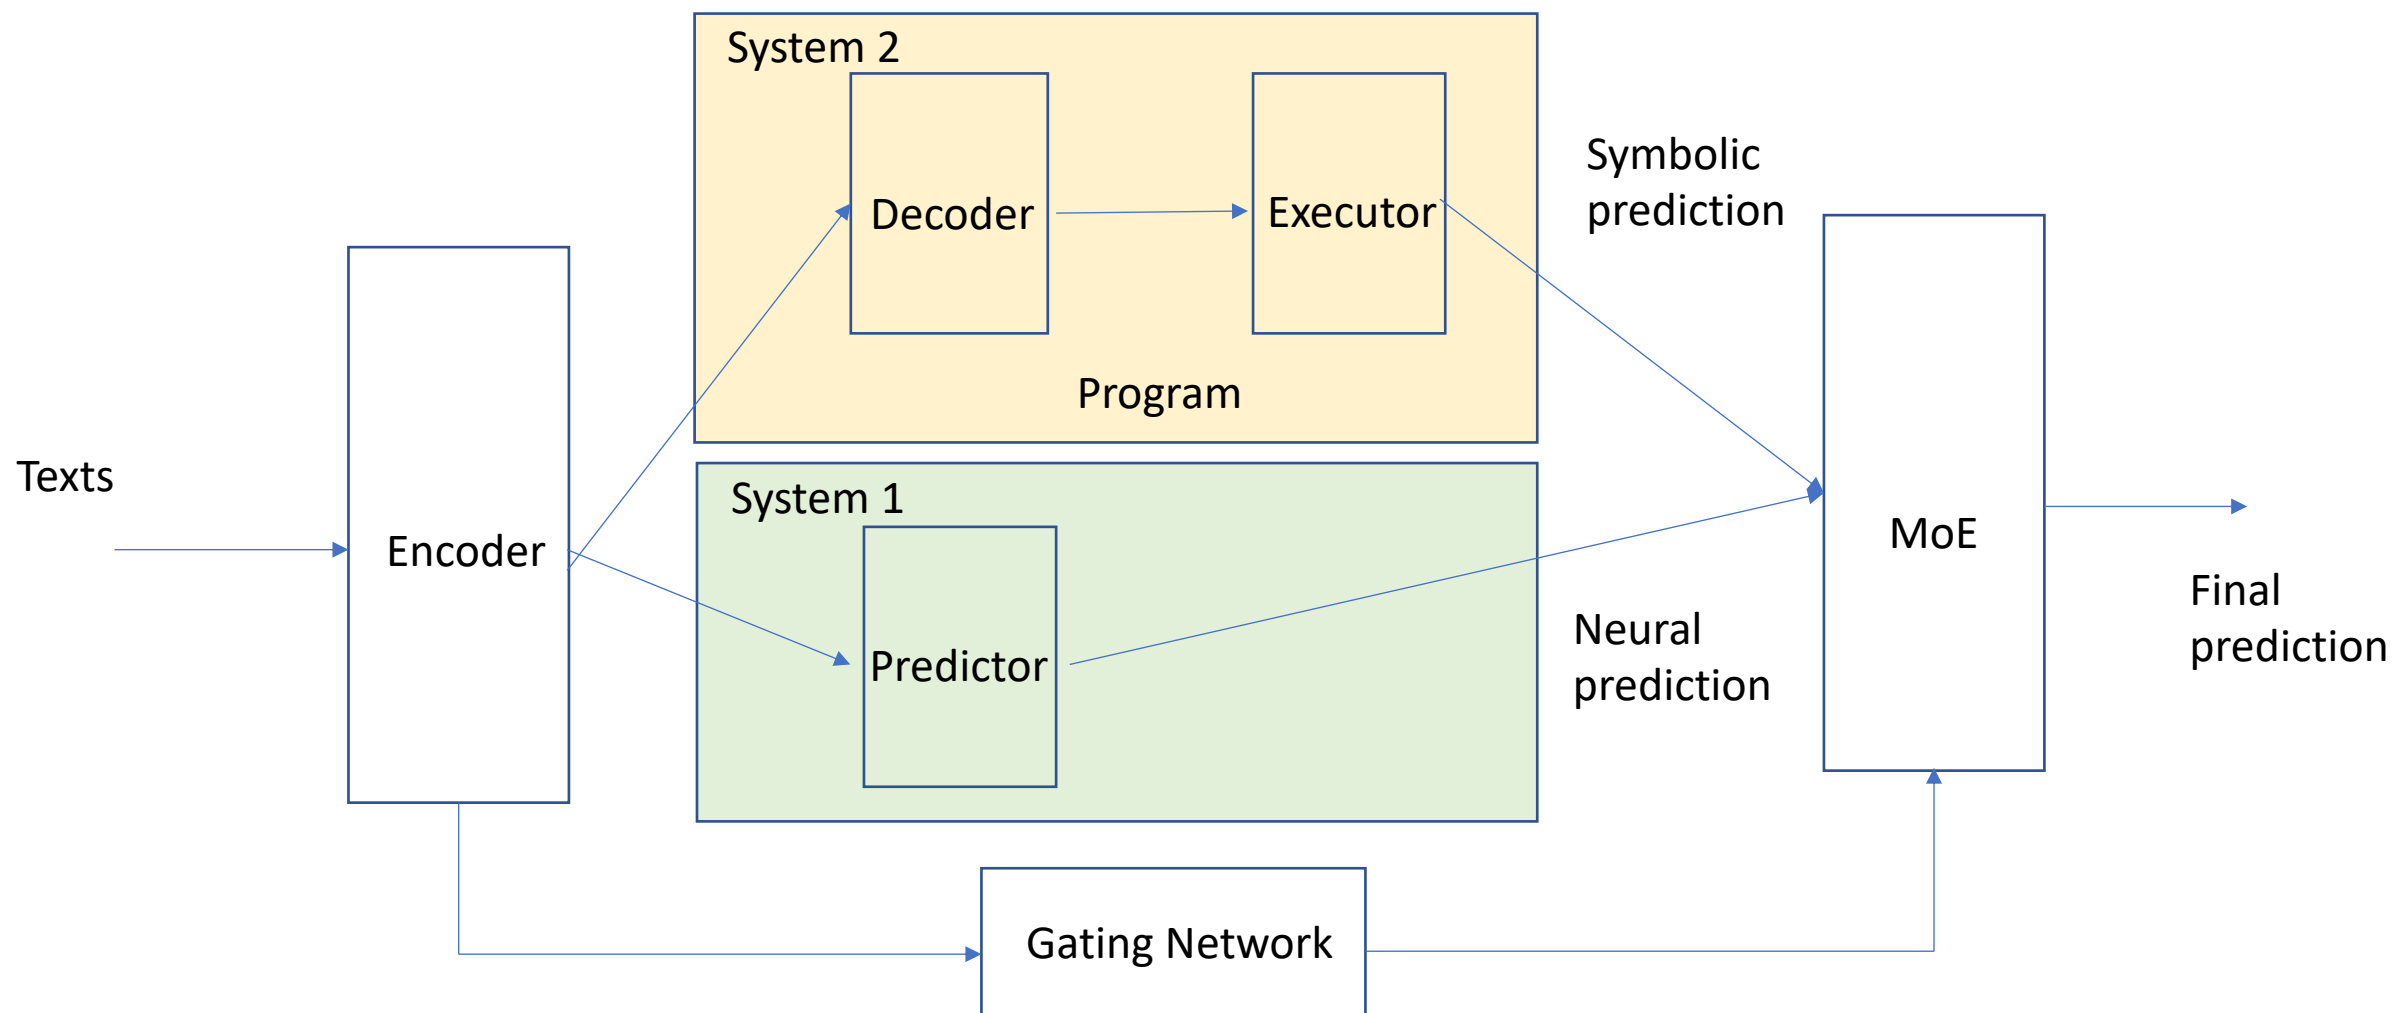 System 2
Decoder
Executor
Program
Symbolic
prediction
Texts
Encoder
System 1
Predictor
Neural
prediction
MoE
Final
prediction
Gating Network